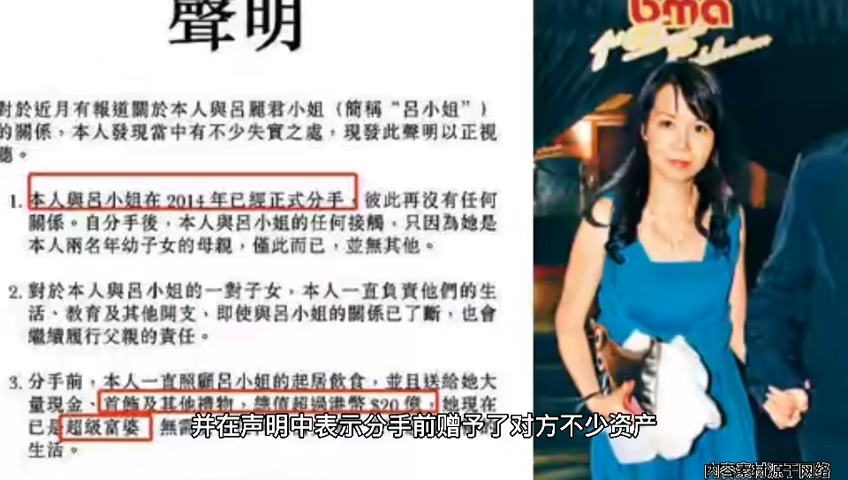 聲明
對於近月有報道關於本人與呂麗君小姐(簡稱“呂小姐”)
的關係,本人發現當中有不少失實之處,現發此聲明以正視
聽。
1. 本人與呂小姐在 2014 年已經正式分手,彼此再沒有任何
關係。自分手後,本人與呂小姐的任何接觸,只因為她是
本人兩名年幼子女的母親,僅此而已,並無其他。
2. 對於本人與呂小姐的一對子女,本人一直負責他們的生
活、教育及其他開支、即使與呂小姐的關係已了斷,也會
繼續履行父親的責任。
3. 分手前,本人一直照顧呂小姐的起居飲食,並且送給她大
量現金、首飾及其他禮物,總值超過港幣 $20 億,她現在
已是超級富婆 無需
生活。
并在声明中表示分手前赠予了对方不少资产
bma
内容素材源于网络